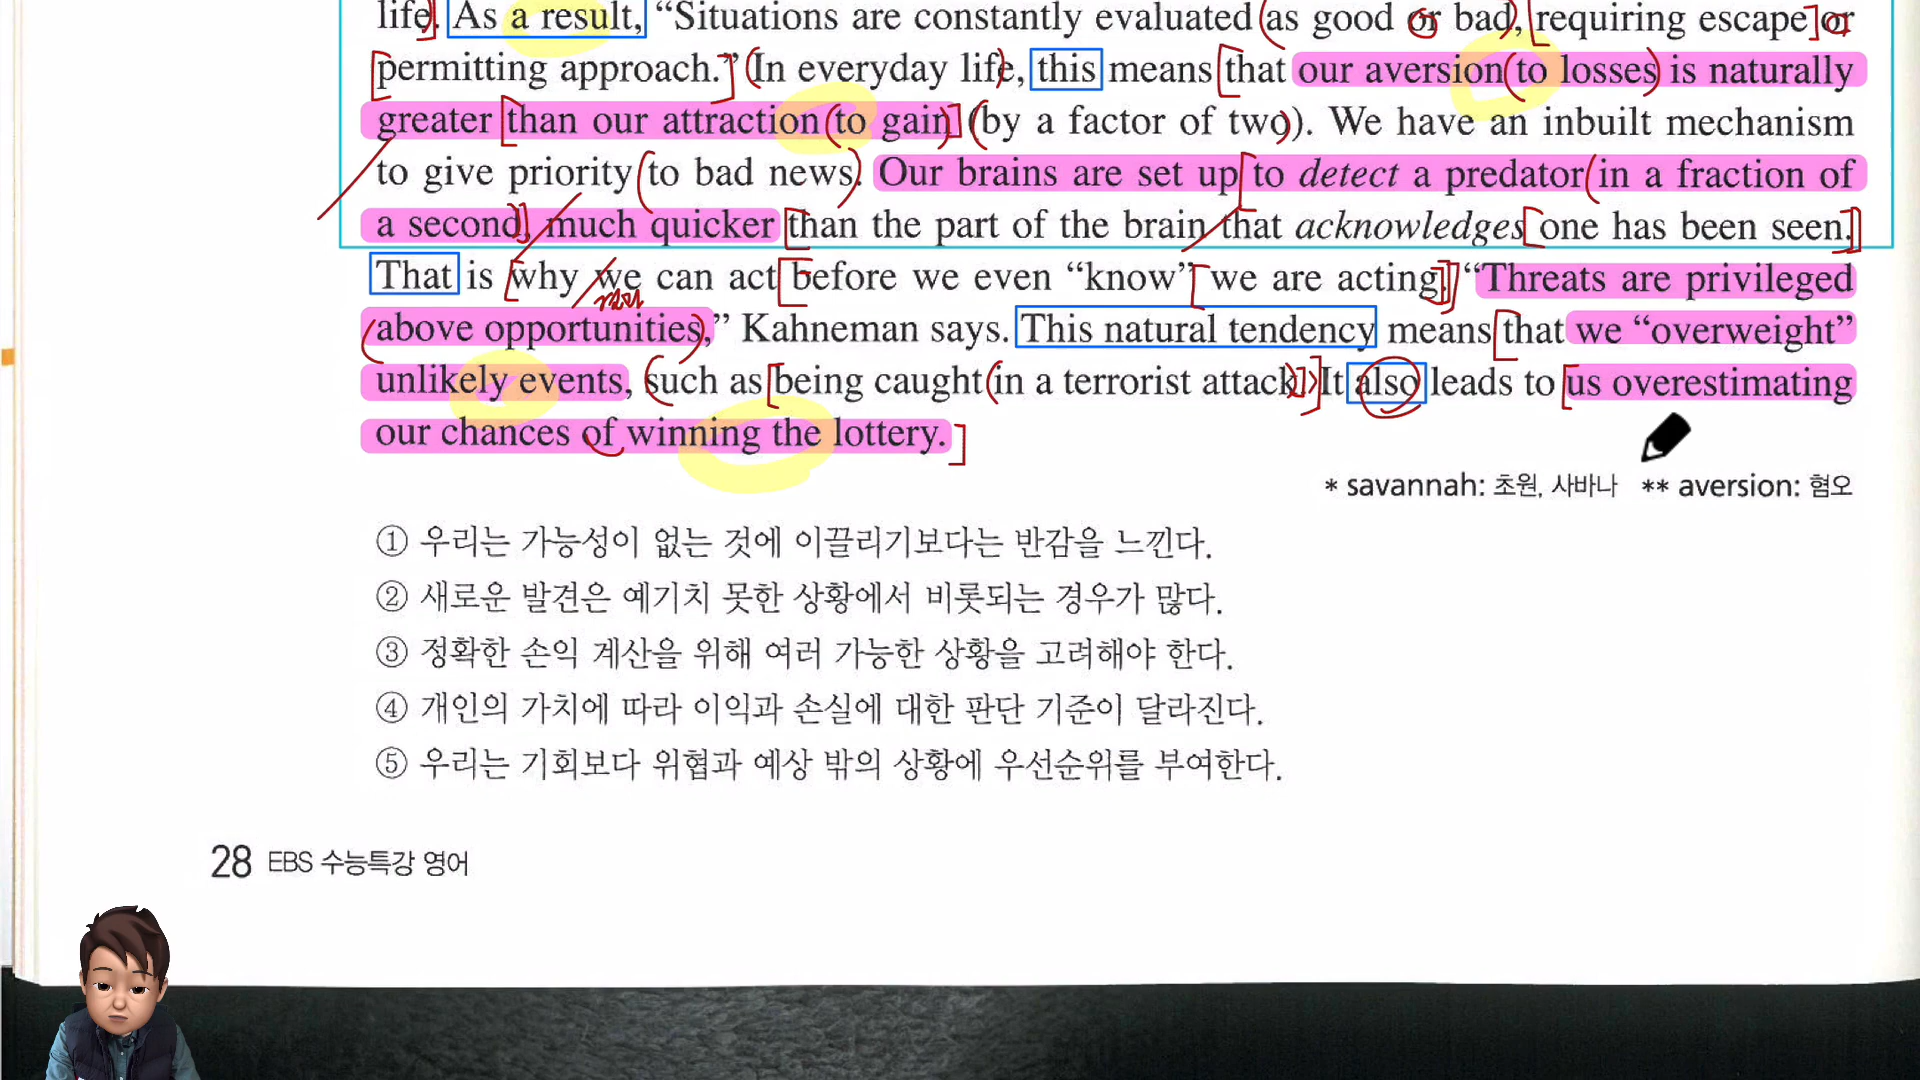 life. As a result, “Situations are constantly evaluated as good or bad, requiring escape or
permitting approach.” In everyday life, this means that our aversion to losses is naturally
greater than our attraction to gain (by a factor of two). We have an inbuilt mechanism
to give priority to bad news. Our brains are set up to detect a predator in a fraction of
a second, much quicker than the part of the brain that acknowledges one has been seen.
That is why we can act before we even “know” we are acting. “Threats are privileged
above opportunities,” Kahneman says. This natural tendency means that we “overweight”
unlikely events, such as being caught in a terrorist attack. It also leads to us overestimating
our chances of winning the lottery.
* savannah: 초원, 사바나 ** aversion: 혐오
① 우리는 가능성이 없는 것에 이끌리기보다는 반감을 느낀다.
② 새로운 발견은 예기치 못한 상황에서 비롯되는 경우가 많다.
③ 정확한 손익 계산을 위해 여러 가능한 상황을 고려해야 한다.
④ 개인의 가치에 따라 이익과 손실에 대한 판단 기준이 달라진다.
⑤ 우리는 기회보다 위협과 예상 밖의 상황에 우선순위를 부여한다.
28 EBS 수능특강 영어